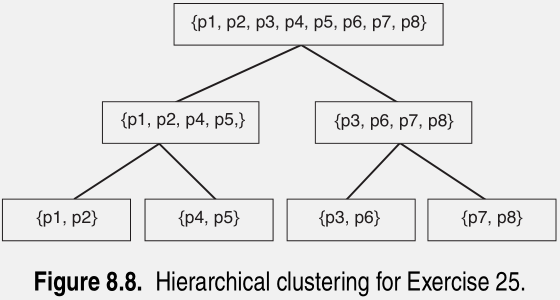 {p1, p2, p3, p4, p5, p6, p7, p8}
{p1, p2, p4, p5,}
{p3, p6, p7, p8}
{p1, p2}
{p4, p5}
{p3, p6}
{p7, p8}
Figure 8.8. Hierarchical clustering for Exercise 25.